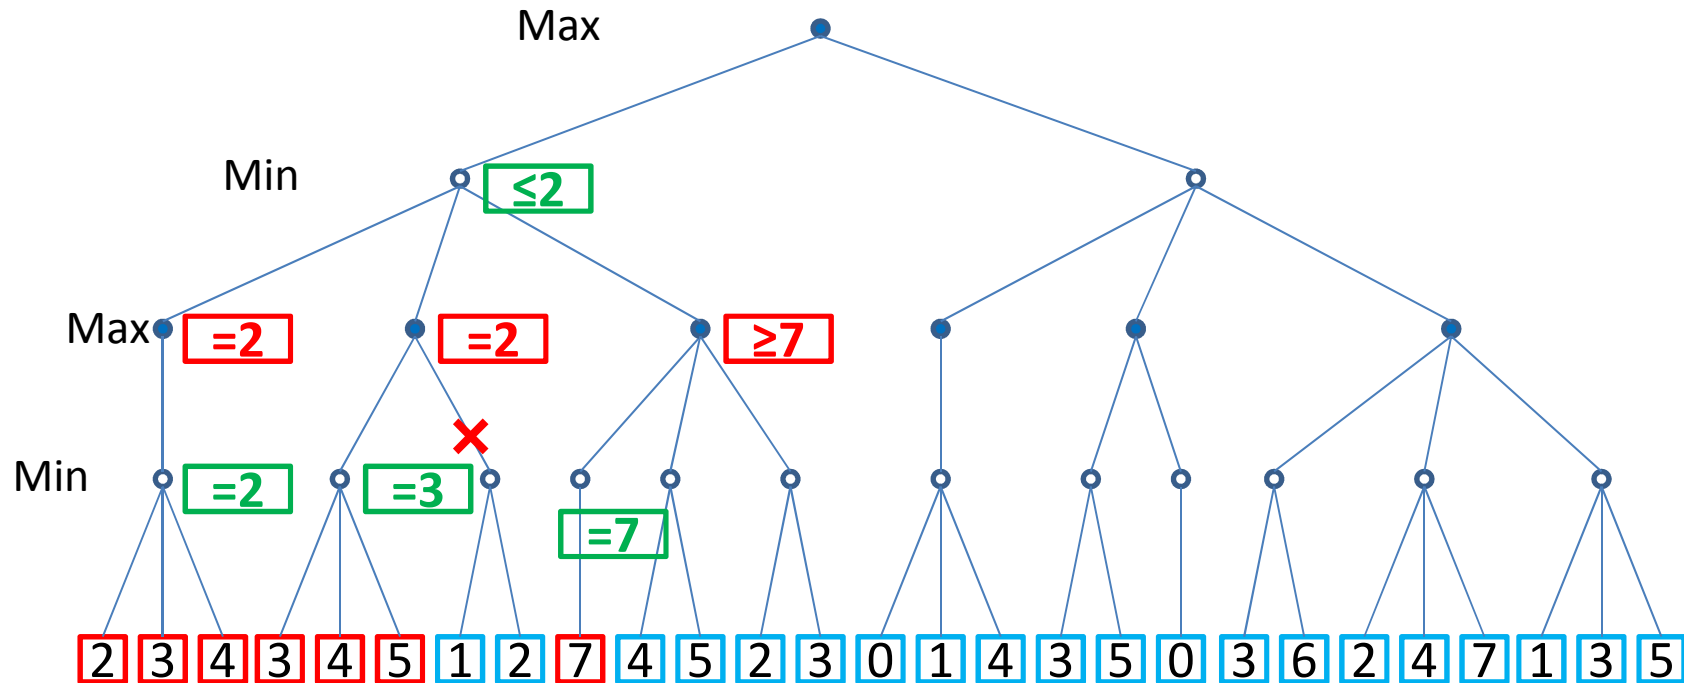 Max
Min ≤2
Max =2 =2 ≥7
Min =2 =3
=7
2 3 4 3 4 5 1 2 7 4 5 2 3 0 1 4 3 5 0 3 6 2 4 7 1 3 5